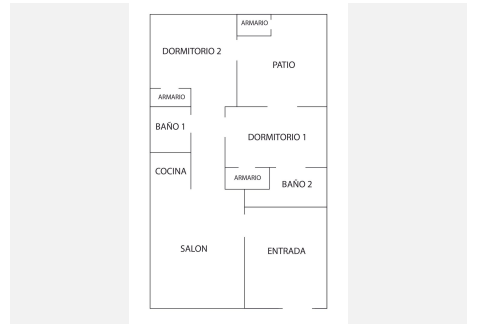 ARMARIO
DORMITORIO 2
PATIO
ARMARIO
BAÑO 1
DORMITORIO 1
COCINA
ARMARIO
BAÑO 2
SALON
ENTRADA